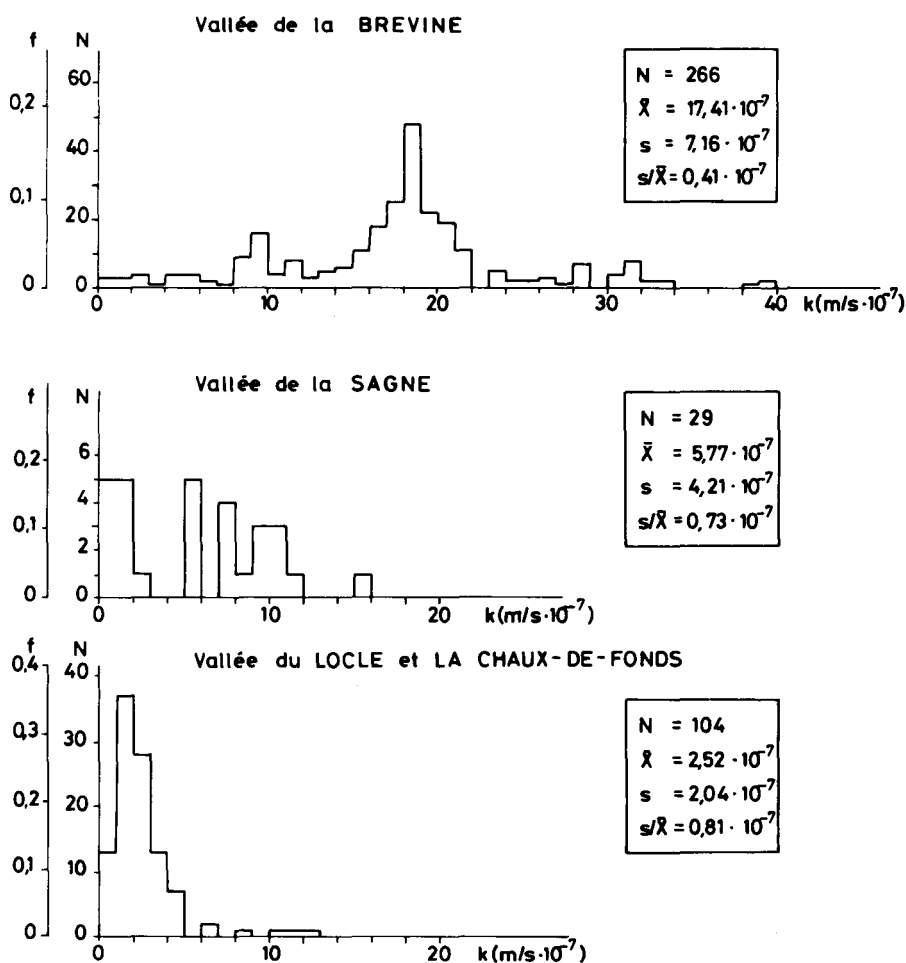 Vallée de la BREVINE
f N
60
0,2
40
0,1
20
0 0
0 10 20 30 40 k(m/s·10⁻⁷)
N = 266
X̄ = 17,41·10⁻⁷
s = 7,16·10⁻⁷
s/X̄ = 0,41·10⁻⁷
Vallée de la SAGNE
f N
6
0,2
4
0,1
2
0 0
0 10 20 k(m/s·10⁻⁷)
N = 29
X̄ = 5,77·10⁻⁷
s = 4,21·10⁻⁷
s/X̄ = 0,73·10⁻⁷
Vallée du LOCLE et LA CHAUX-DE-FONDS
f N
0,4 40
0,3
30
0,2
20
0,1
10
0 0
0 10 20 k(m/s·10⁻⁷)
N = 104
X̄ = 2,52·10⁻⁷
s = 2,04·10⁻⁷
s/X̄ = 0,81·10⁻⁷